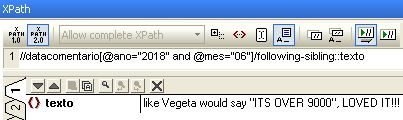 XPath
XPATH 1.0 XPATH 2.0 Allow complete XPath
//datacomentario[@ano="2018" and @mes="06"]/following-sibling::texto
1
2
texto like Vegeta would say "ITS OVER 9000", LOVED IT!!!